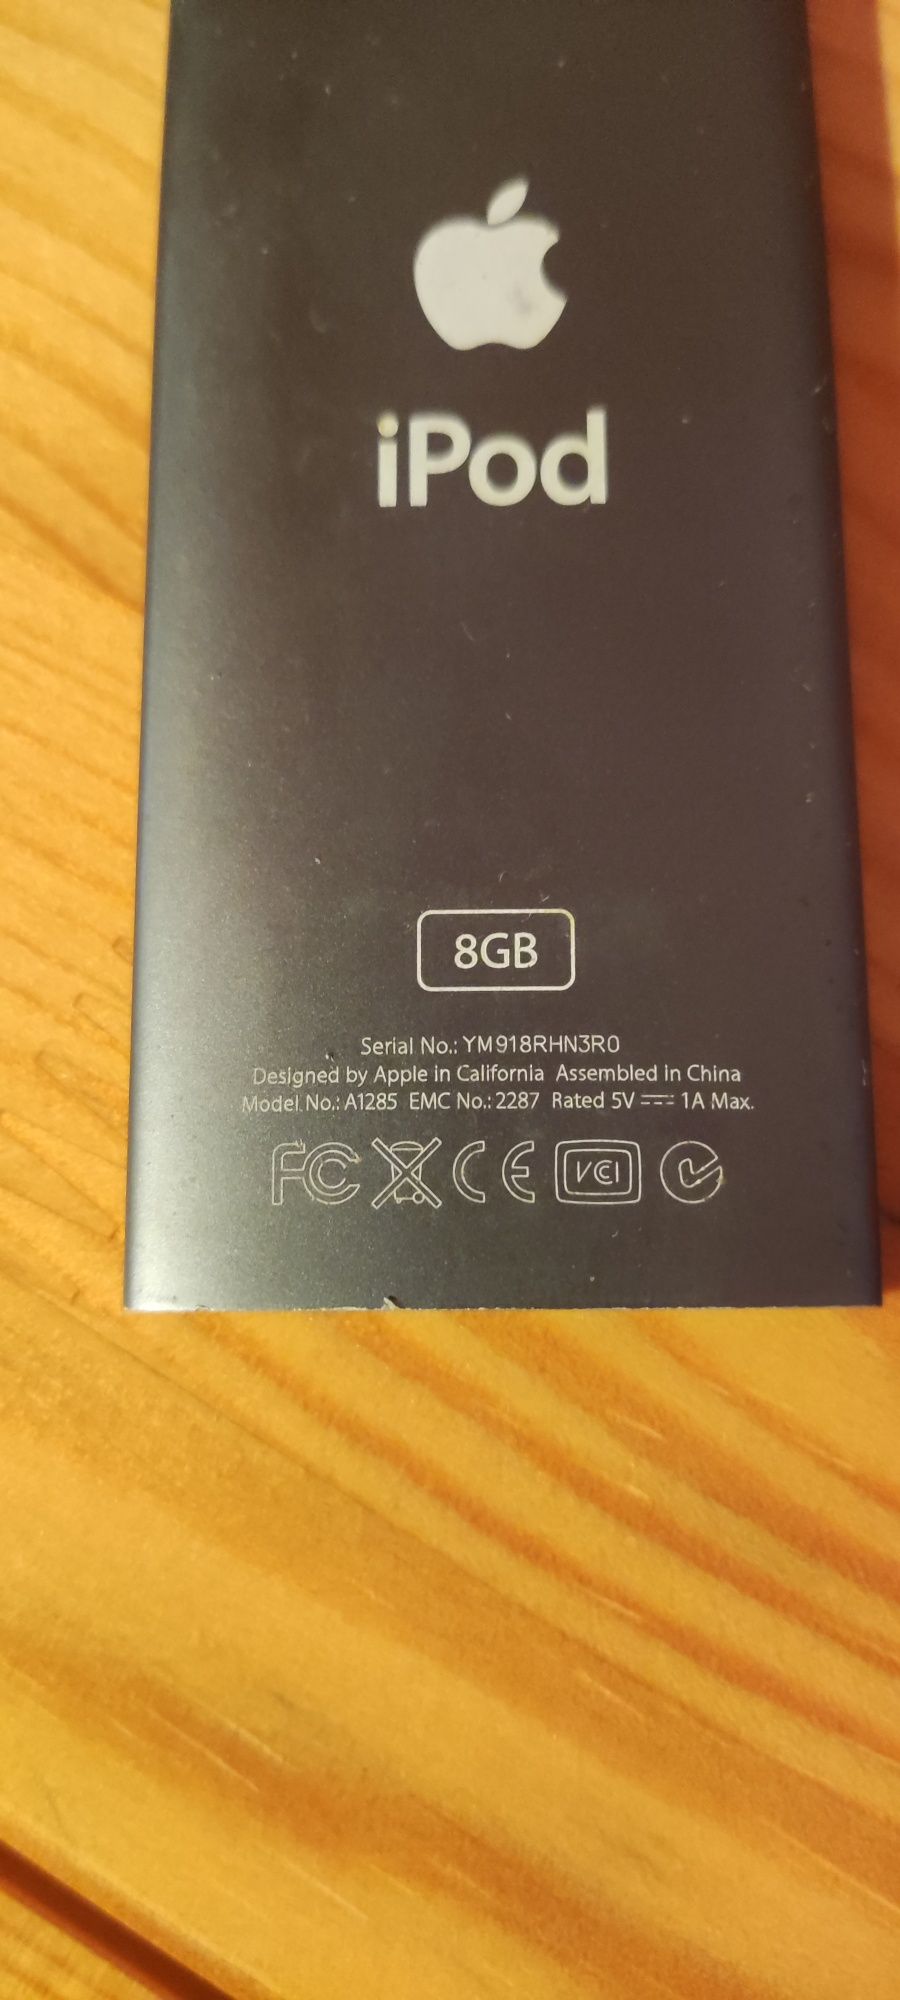 iPod
8GB
Serial No.: YM918RHN3R0
Designed by Apple in California Assembled in China
Model No.: A1285 EMC No.: 2287 Rated 5V ⎓ 1A Max.
FC CE VCI